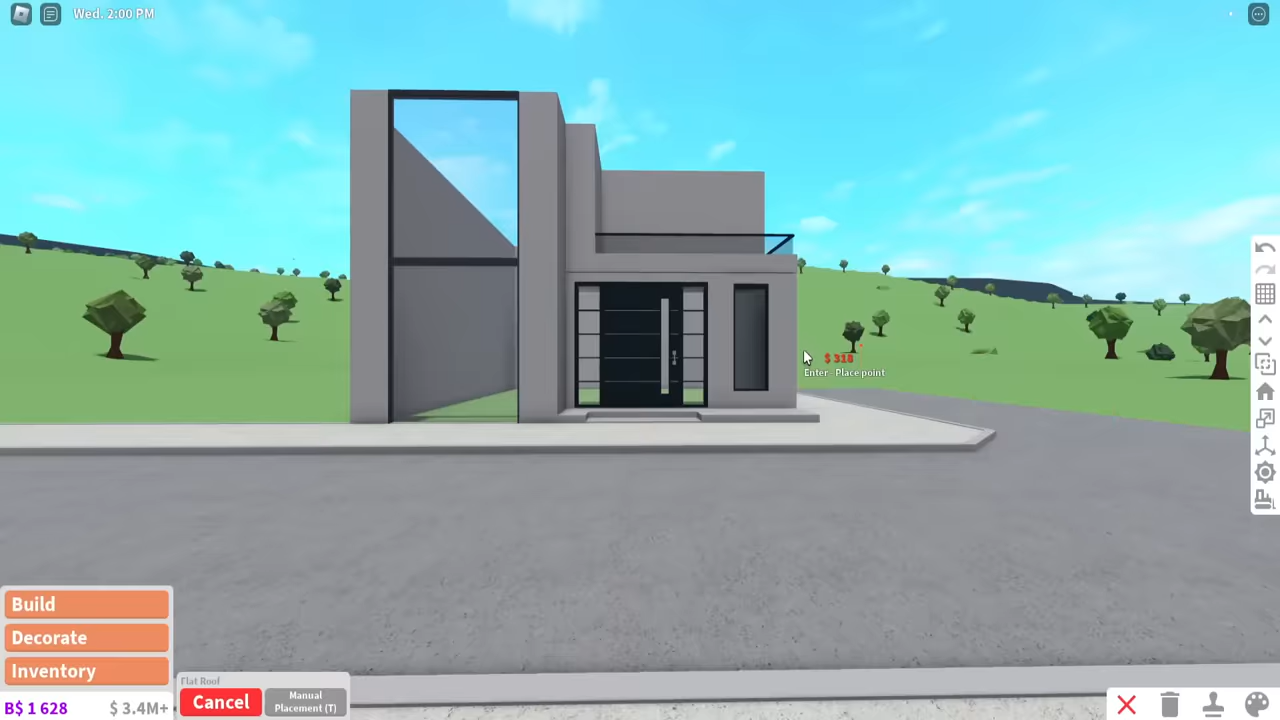 Wed. 2:00 PM
$ 318
Enter - Place point
Build
Decorate
Inventory
B$ 1 628 $ 3.4M+
Flat Roof
Cancel
Manual
Placement (T)